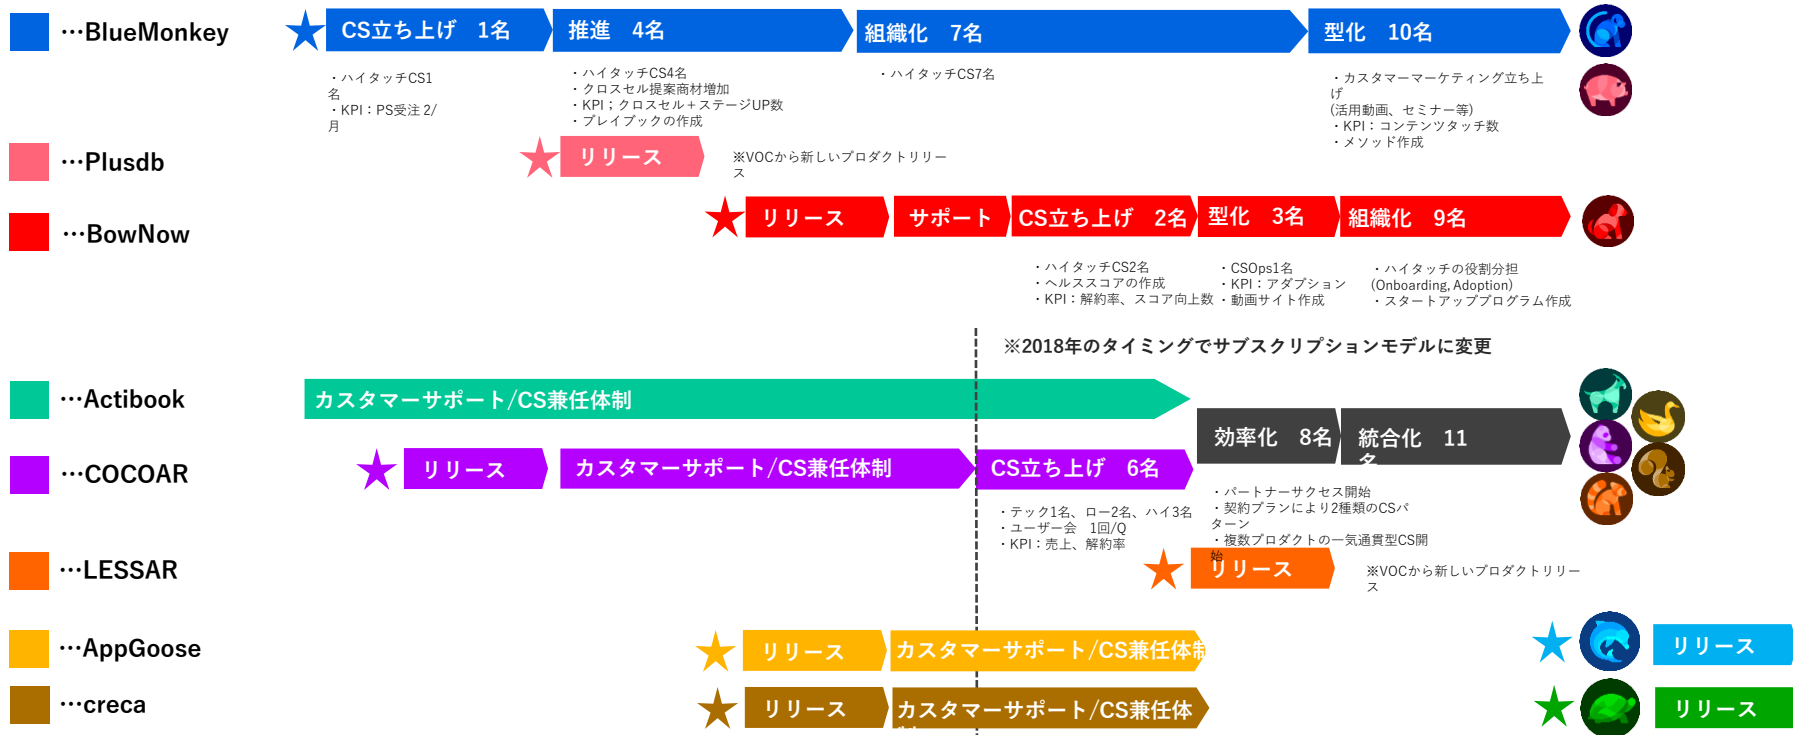 …BlueMonkey
CS立ち上げ　1名
推進　4名
組織化　7名
型化　10名
・ハイタッチCS1
名
・KPI：PS受注 2/
月
・ハイタッチCS4名
・クロスセル提案商材増加
・KPI；クロスセル＋ステージUP数
・プレイブックの作成
・ハイタッチCS7名
・カスタマーマーケティング立ち上
げ
(活用動画、セミナー等)
・KPI：コンテンツタッチ数
・メソッド作成
…Plusdb
リリース
※VOCから新しいプロダクトリリー
ス
…BowNow
リリース
サポート
CS立ち上げ　2名
型化　3名
組織化　9名
・ハイタッチCS2名
・ヘルススコアの作成
・KPI：解約率、スコア向上数
・CSOps1名
・KPI：アダプション
・動画サイト作成
・ハイタッチの役割分担
(Onboarding, Adoption)
・スタートアッププログラム作成
※2018年のタイミングでサブスクリプションモデルに変更
…Actibook
カスタマーサポート/CS兼任体制
効率化　8名
統合化　11
名
…COCOAR
リリース
カスタマーサポート/CS兼任体制
CS立ち上げ　6名
・テック1名、ロー2名、ハイ3名
・ユーザー会　1回/Q
・KPI：売上、解約率
・パートナーサクセス開始
・契約プランにより2種類のCSパ
ターン
・複数プロダクトの一気通貫型CS開
始
…LESSAR
リリース
※VOCから新しいプロダクトリリー
ス
…AppGoose
リリース
カスタマーサポート/CS兼任体制
リリース
…creca
リリース
カスタマーサポート/CS兼任体
制
リリース